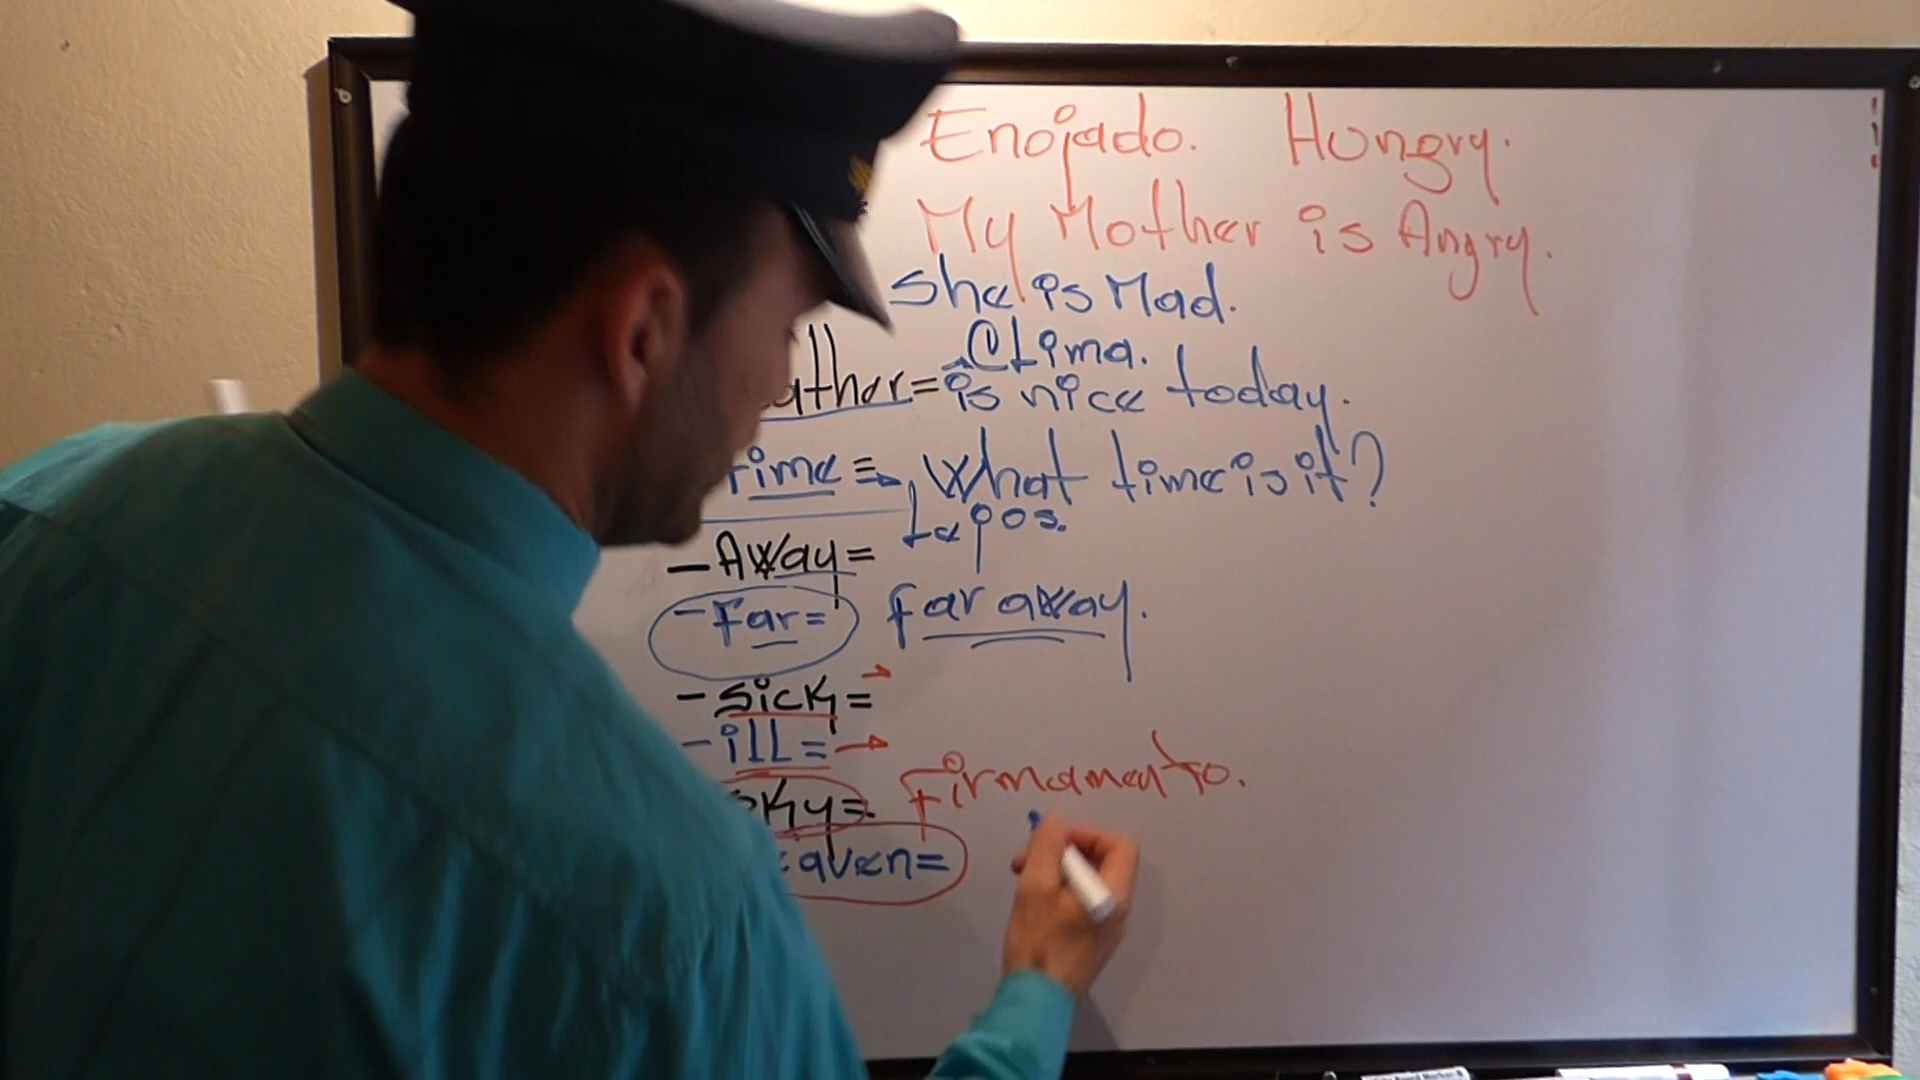 Enojado. Hungry.
My Mother is Angry.
she is Mad.
Clima.
ather= is nice today.
Time = What time is it?
Lejos.
- Away=
- Far= far away.
- Sick=
- ill=
Sky= Firmamento.
eaven=